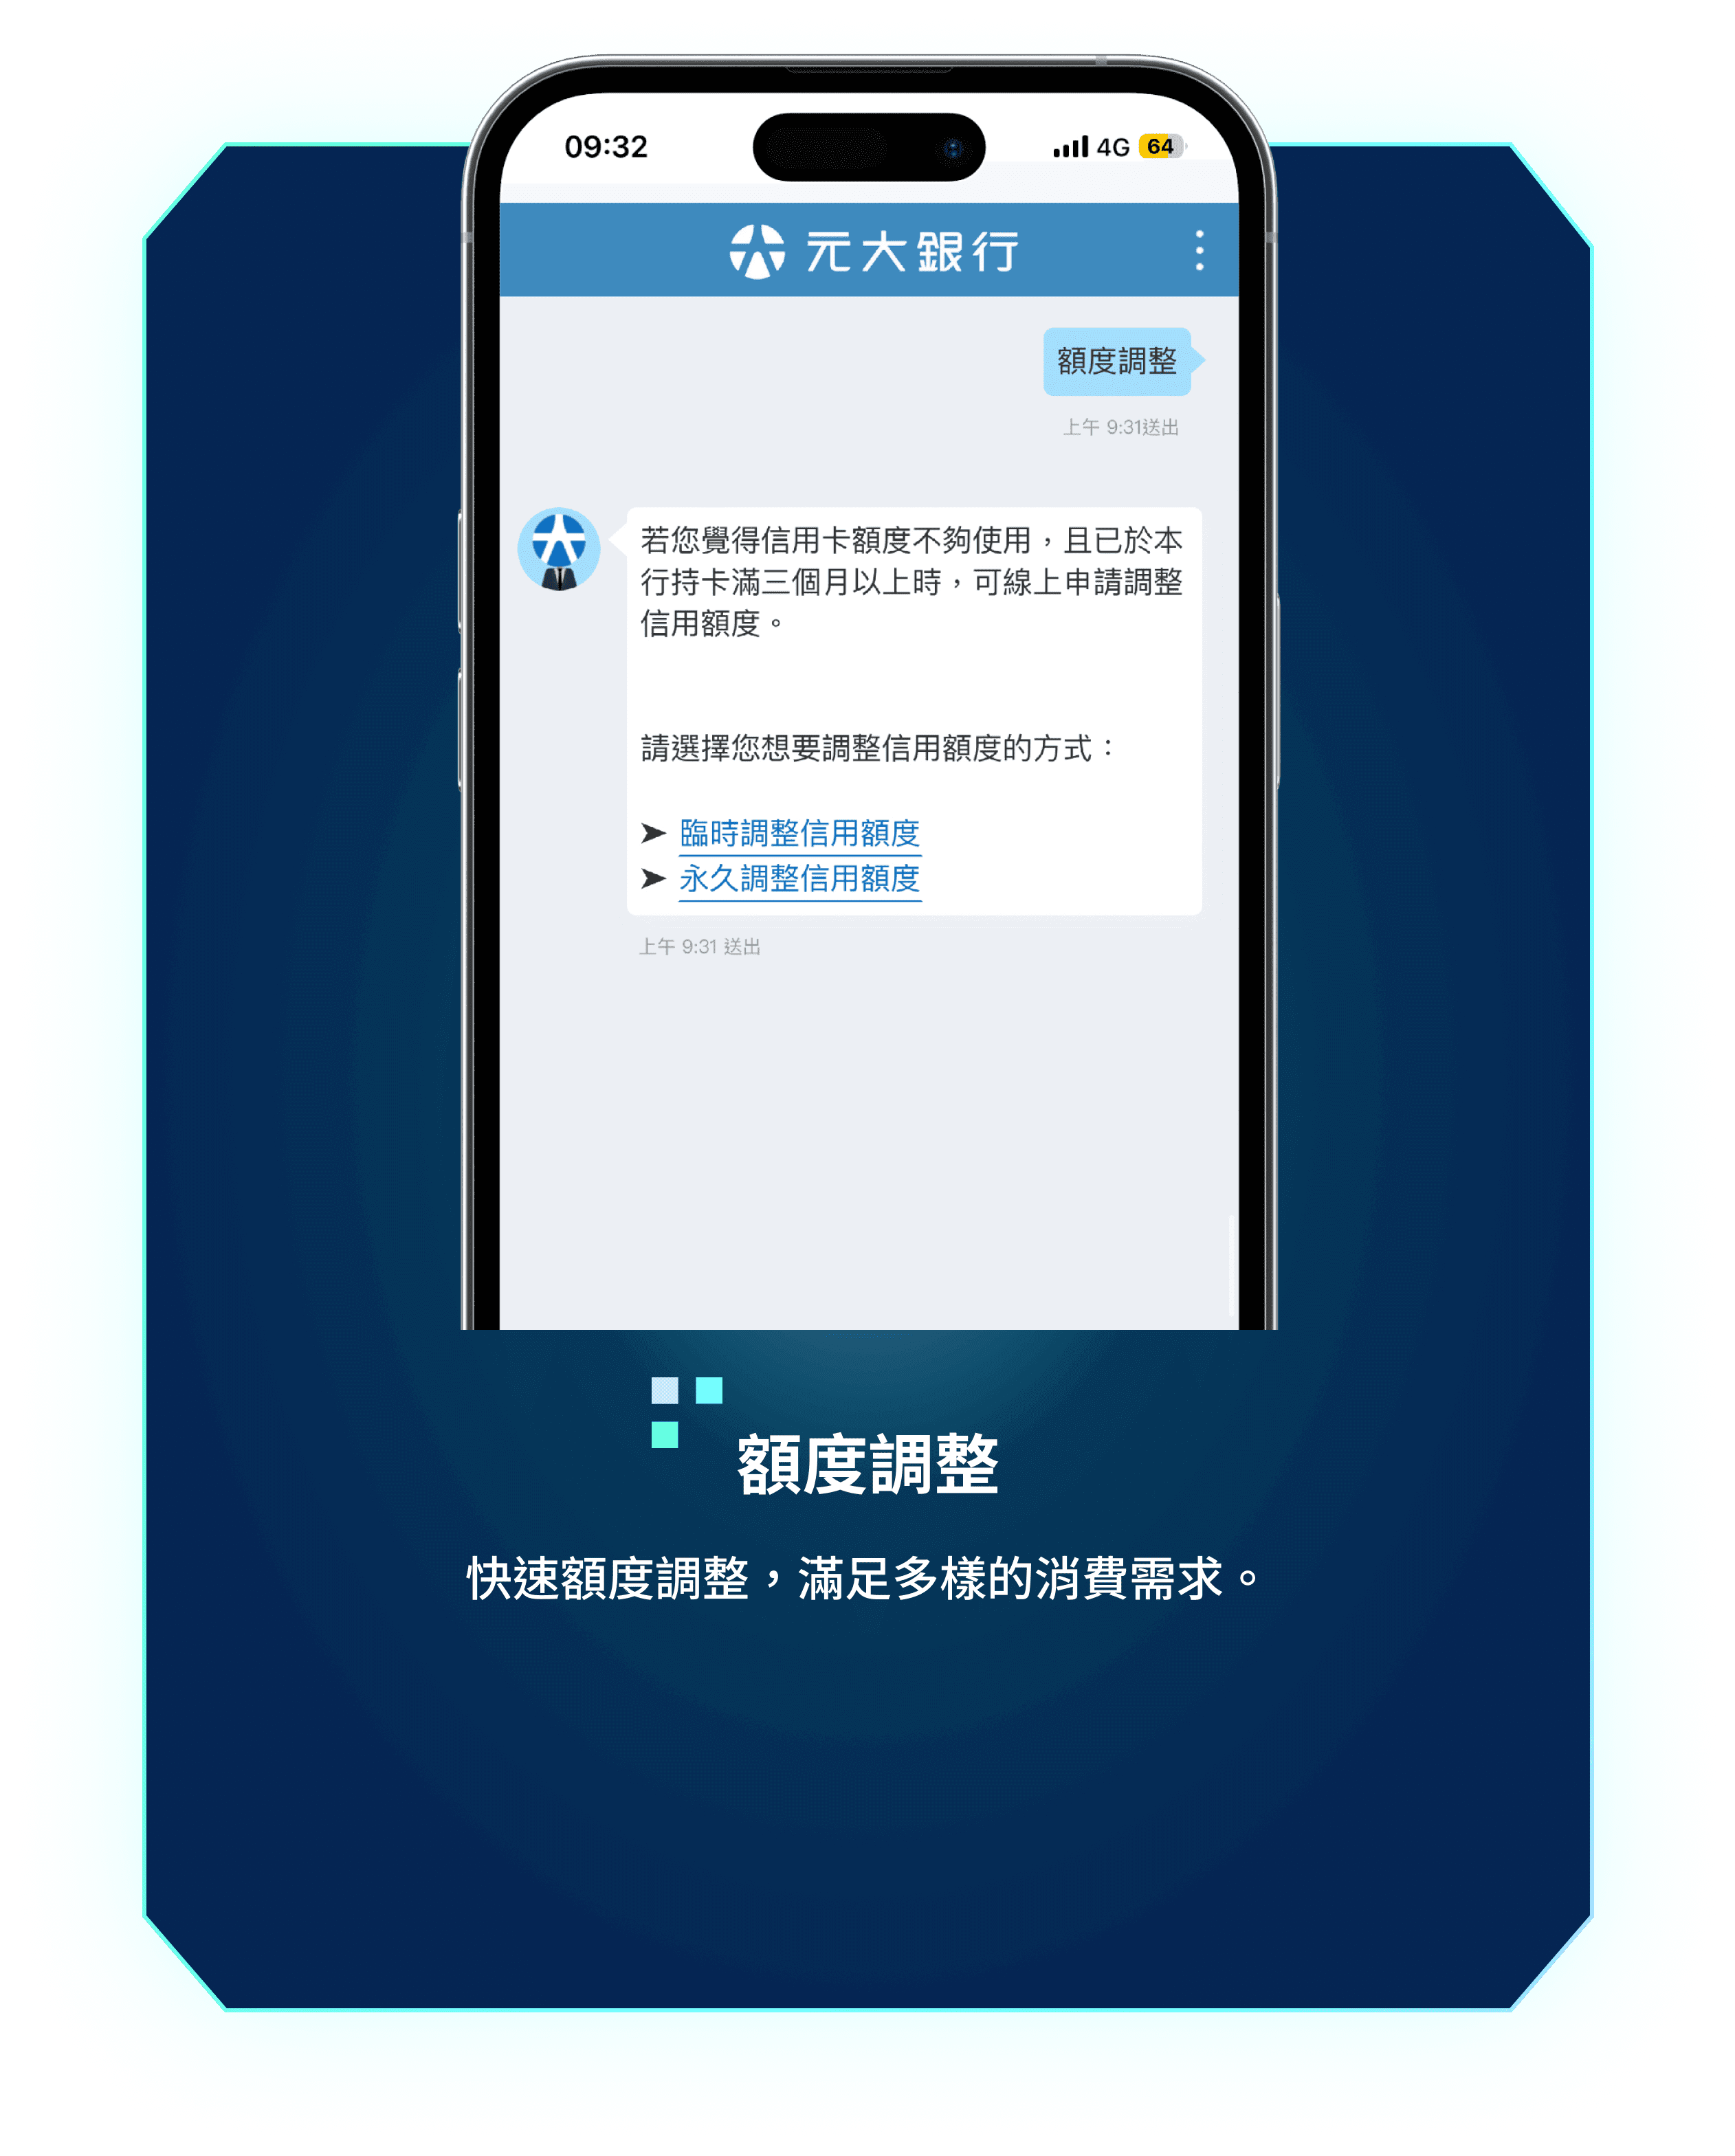 09:32
4G 64
元大銀行
額度調整
上午 9:31送出
若您覺得信用卡額度不夠使用，且已於本
行持卡滿三個月以上時，可線上申請調整
信用額度。
請選擇您想要調整信用額度的方式：
➤ 臨時調整信用額度
➤ 永久調整信用額度
上午 9:31 送出
額度調整
快速額度調整，滿足多樣的消費需求。